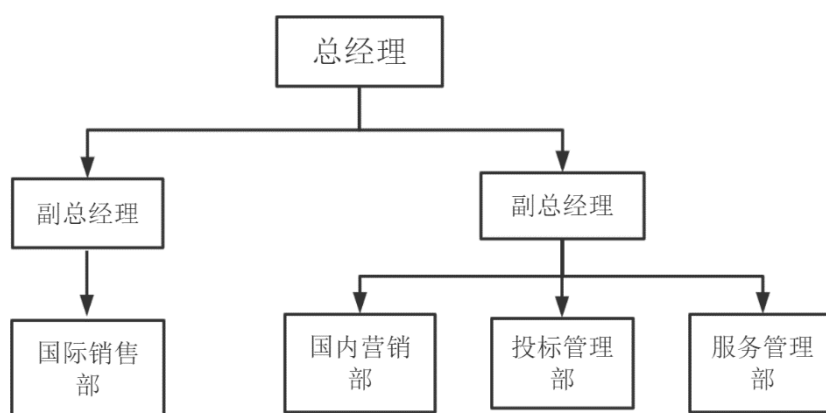 总经理
副总经理
副总经理
国际销售
部
国内营销
部
投标管理
部
服务管理
部